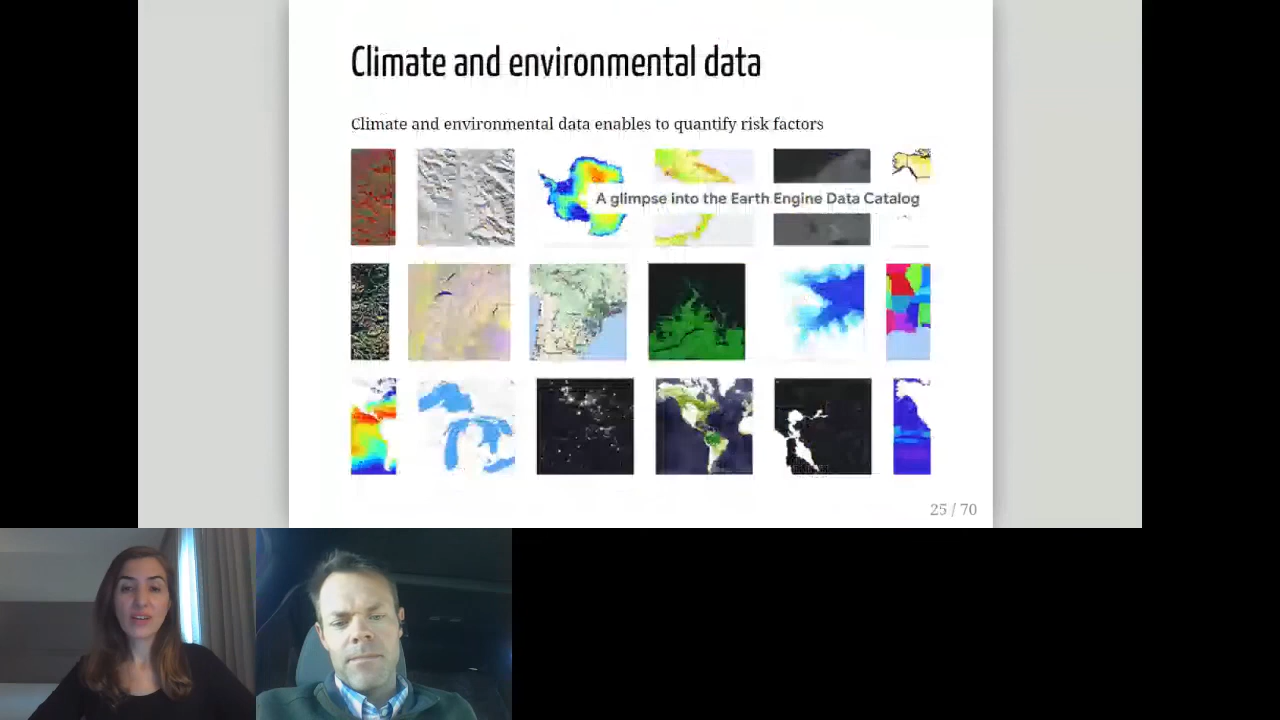 Climate and environmental data
Climate and environmental data enables to quantify risk factors
A glimpse into the Earth Engine Data Catalog
25 / 70